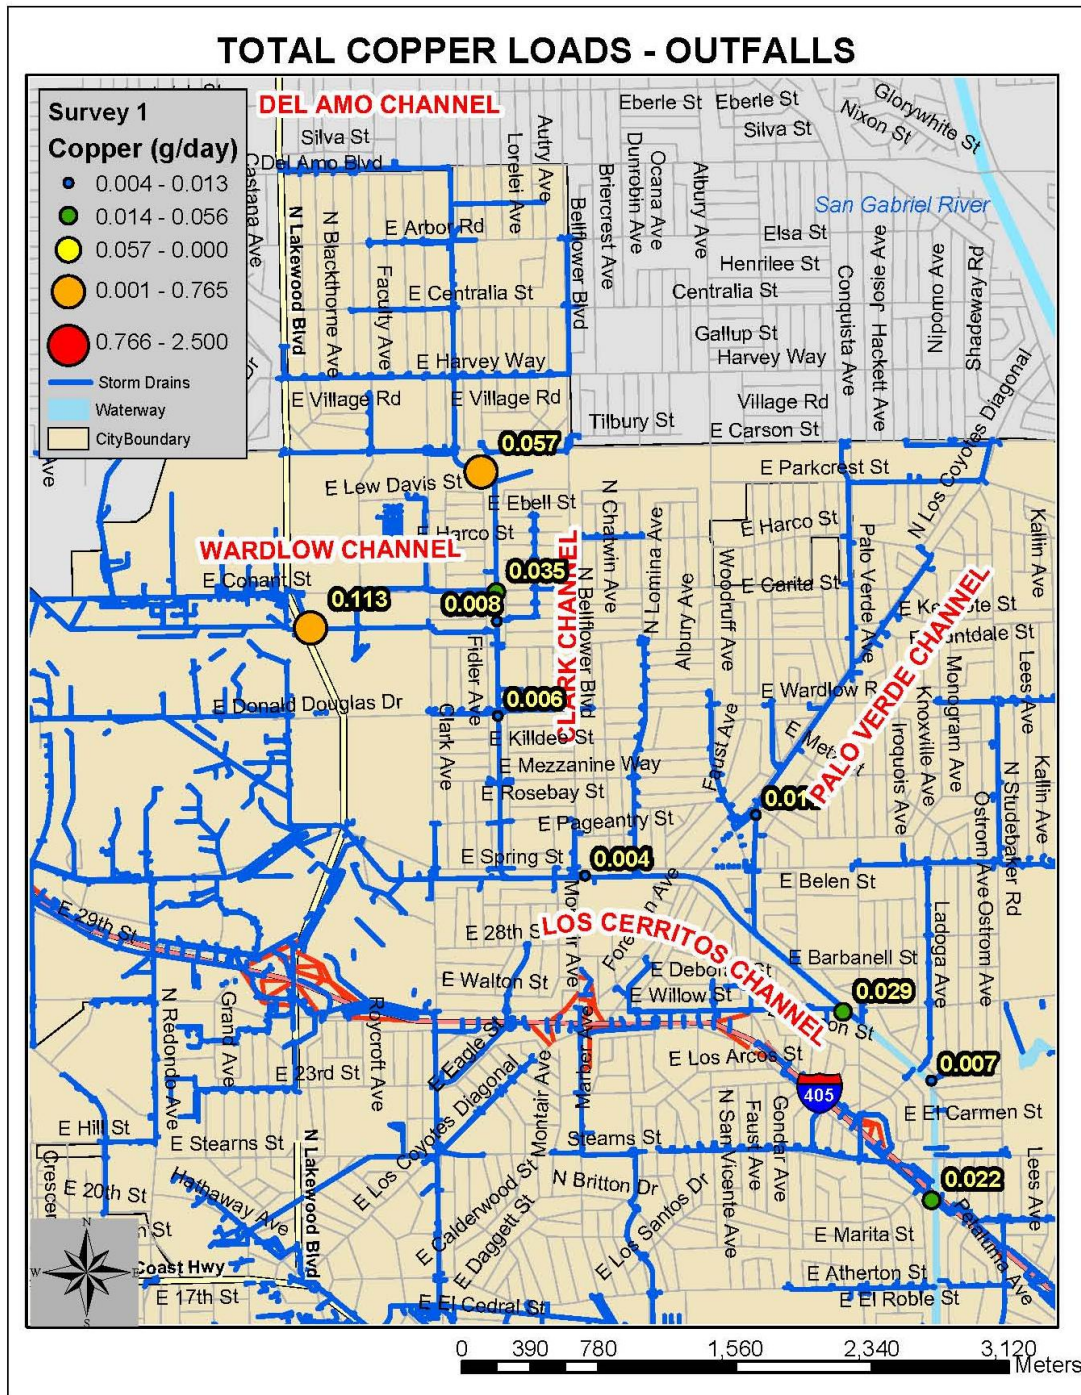 TOTAL COPPER LOADS - OUTFALLS
Survey 1
Copper (g/day)
0.004 - 0.013
0.014 - 0.056
0.057 - 0.000
0.001 - 0.765
0.766 - 2.500
Storm Drains
Waterway
CityBoundary
DEL AMO CHANNEL
Silva St
Del Amo Blvd
Lorelei Ave
Autry Ave
Eberle St
Eberle St
Silva St
Glorywhite St
Nixon St
Dunrobin Ave
Ocana Ave
Briercrest Ave
Albury Ave
San Gabriel River
N Lakewood Blvd
N Blackthorne Ave
E Arbor Rd
Bellflower Blvd
Elsa St
Henrilee St
Faculty Ave
E Centralia St
Centralia St
Conquista Ave
Josie Ave
Hackett Ave
Nipomo Ave
Shadeway Rd
Gallup St
Harvey Way
E Harvey Way
E Village Rd
E Village Rd
Village Rd
Tilbury St
E Carson St
N Los Coyotes Diagonal
Ave
0.057
E Parkcrest St
E Lew Davis St
E Ebell St
N Chatwin Ave
N Lomina Ave
E Harco St
E Harco St
Kallin Ave
WARDLOW CHANNEL
E Conant St
0.035
0.113
0.008
CLARK CHANNEL
N Bellflower Blvd
Albury Ave
Woodruff Ave
E Carita St
Palo Verde Ave
PALO VERDE CHANNEL
Fidler Ave
0.006
E Donald Douglas Dr
Clark Ave
E Killdee St
E Mezzanine Way
E Rosebay St
E Pageantry St
E Spring St
Faust Ave
E Wardlow R
Iroquois Ave
Knoxville Ave
Monogram Ave
Lees Ave
Kallin Ave
N Studebaker Rd
Ostrom Ave
Ostrom Ave
0.004
E Belen St
E 29th St
E 28th S
LOS CERRITOS CHANNEL
E Walton St
E Willow St
E Barbanell St
Ladoga Ave
0.029
N Redondo Ave
Grand Ave
Roycroft Ave
E Eagle St
E Los Arcos St
405
0.007
E 23rd St
E Los Coyotes Diagonal
Montair Ave
E El Carmen St
E Hill St
E Stearns St
Stearns St
N San Vicente Ave
Faust Ave
Gondar Ave
Lees Ave
E 20th St
Hathaway Ave
N Lakewood Blvd
E Calderwood St
E Daggett St
N Britton Dr
E Los Santos Dr
0.022
E Marita St
Petaluma Ave
N
W
E
S
Coast Hwy
E 17th St
E El Cedral St
E Atherton St
E El Roble St
0 390 780 1,560 2,340 3,120
Meters